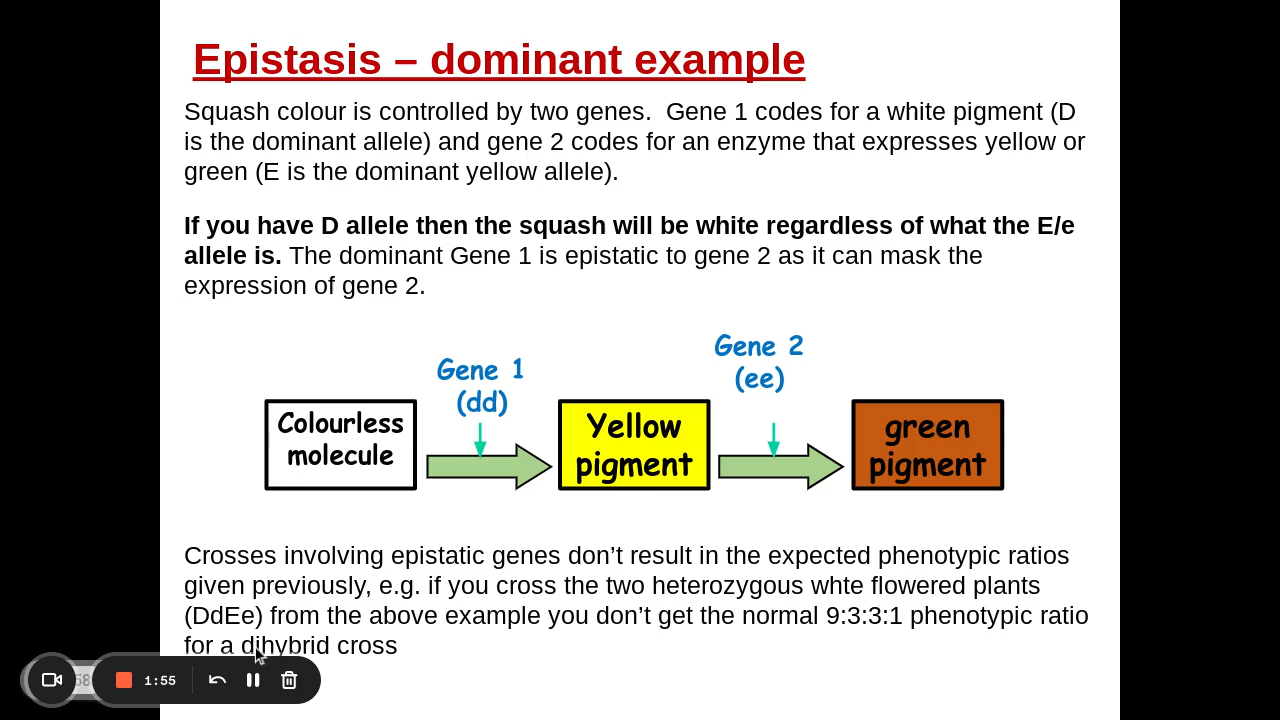 Epistasis – dominant example
Squash colour is controlled by two genes.  Gene 1 codes for a white pigment (D
is the dominant allele) and gene 2 codes for an enzyme that expresses yellow or
green (E is the dominant yellow allele).
If you have D allele then the squash will be white regardless of what the E/e
allele is. The dominant Gene 1 is epistatic to gene 2 as it can mask the
expression of gene 2.
Gene 1
(dd)
Gene 2
(ee)
Colourless
molecule
Yellow
pigment
green
pigment
Crosses involving epistatic genes don’t result in the expected phenotypic ratios
given previously, e.g. if you cross the two heterozygous whte flowered plants
(DdEe) from the above example you don’t get the normal 9:3:3:1 phenotypic ratio
for a dihybrid cross
1:55